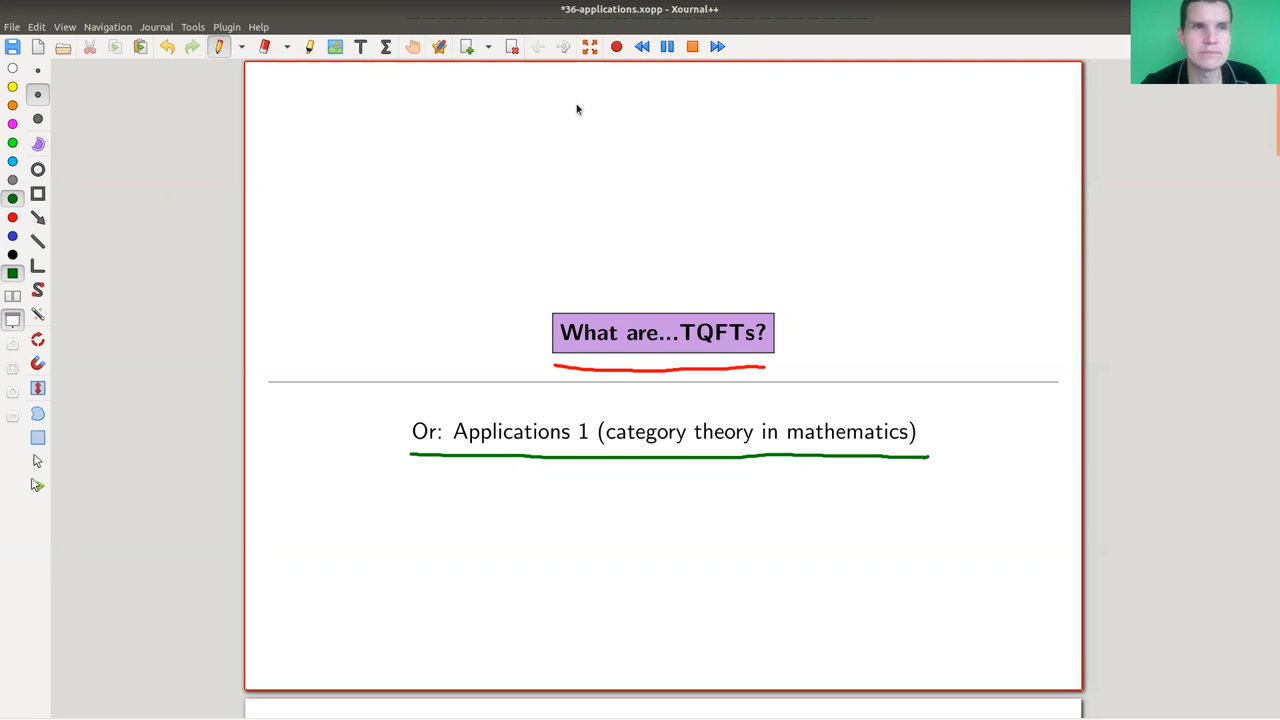 *36-applications.xopp - Xournal++
File Edit View Navigation Journal Tools Plugin Help
What are...TQFTs?
Or: Applications 1 (category theory in mathematics)